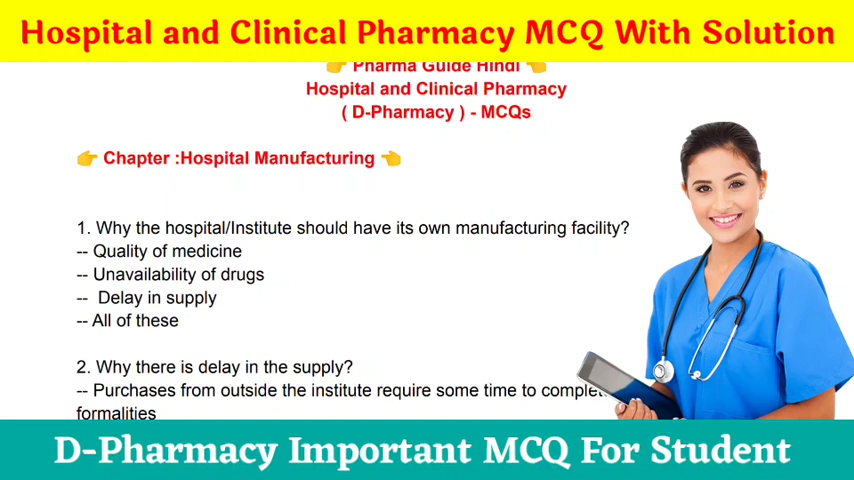 Hospital and Clinical Pharmacy MCQ With Solution
👉 Pharma Guide Hindi 👈
Hospital and Clinical Pharmacy
( D-Pharmacy ) - MCQs
👉 Chapter :Hospital Manufacturing 👈
1. Why the hospital/Institute should have its own manufacturing facility?
-- Quality of medicine
-- Unavailability of drugs
-- Delay in supply
-- All of these
2. Why there is delay in the supply?
-- Purchases from outside the institute require some time to complete
formalities
D-Pharmacy Important MCQ For Student